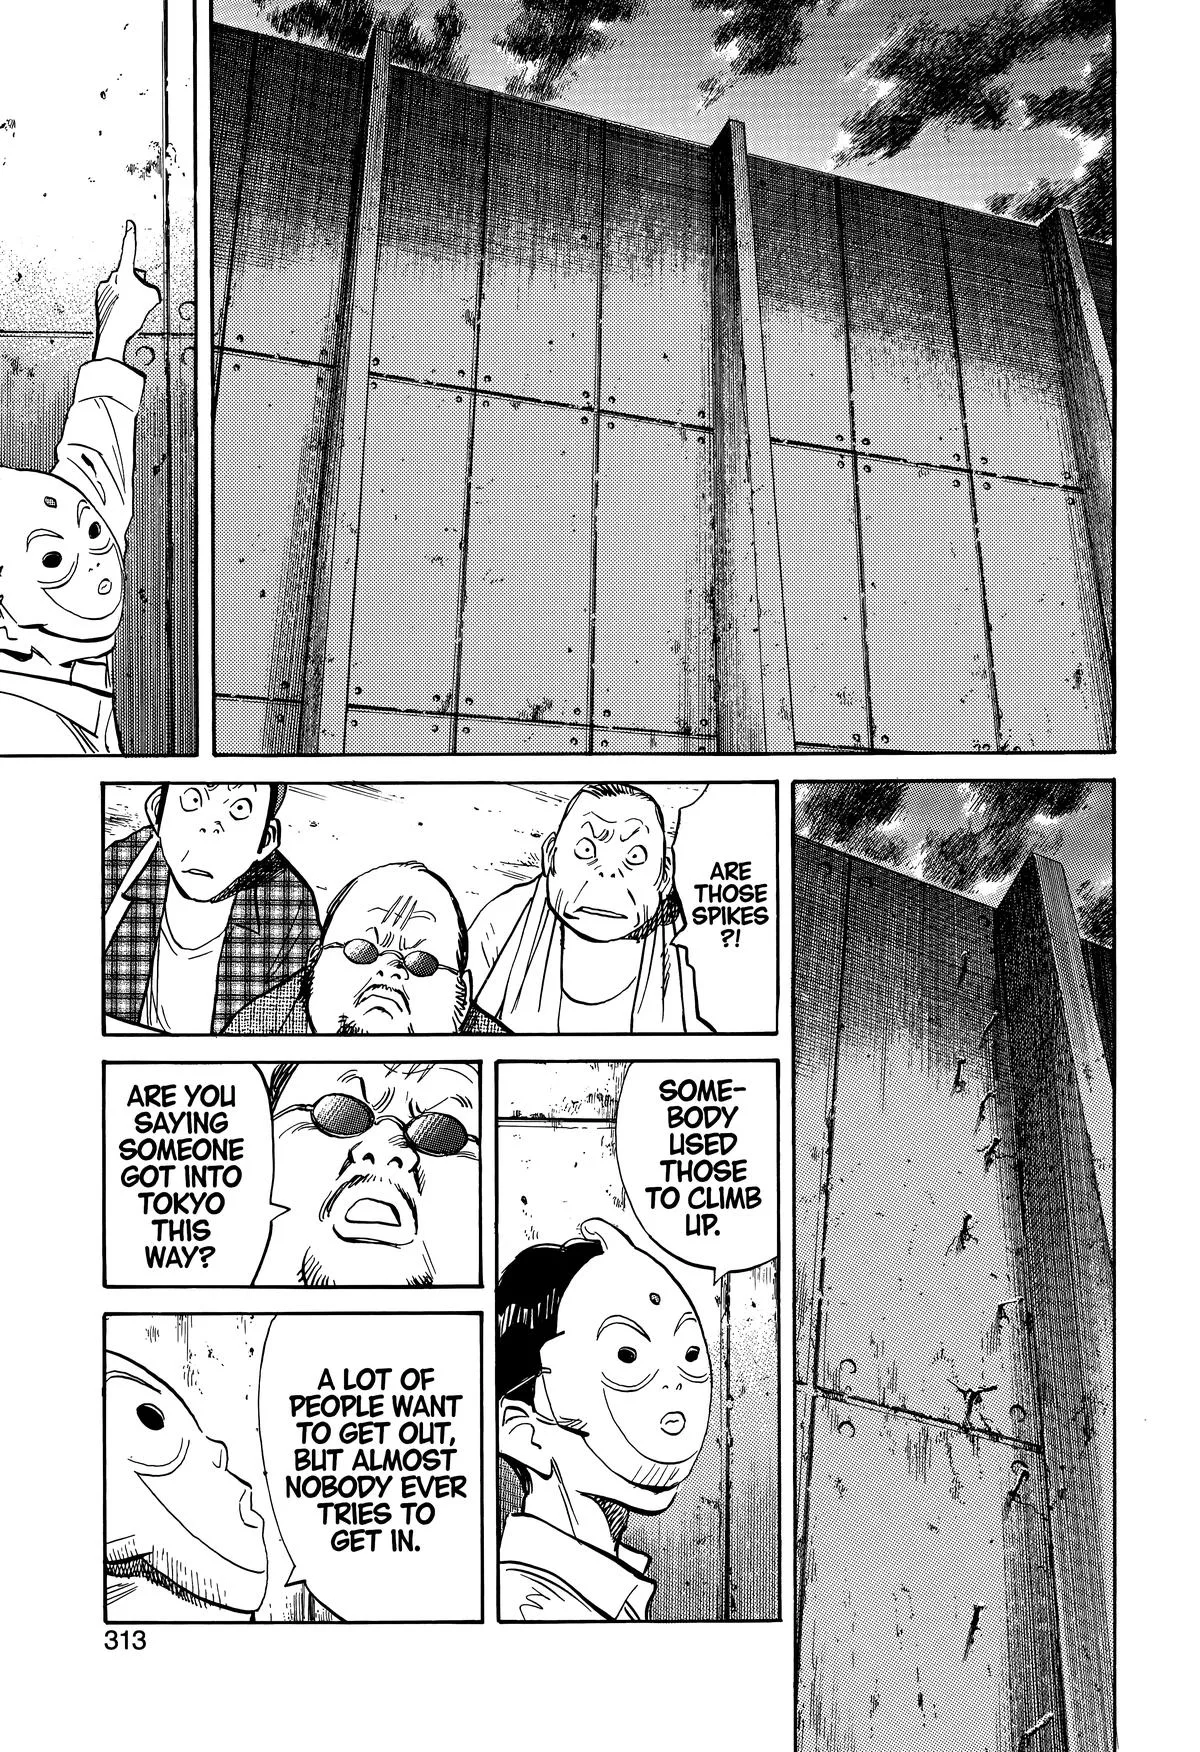 ARE
THOSE
SPIKES
?!
SOME-
BODY
USED
THOSE
TO CLIMB
UP.
ARE YOU
SAYING
SOMEONE
GOT INTO
TOKYO
THIS
WAY?
A LOT OF
PEOPLE WANT
TO GET OUT,
BUT ALMOST
NOBODY EVER
TRIES TO
GET IN.
313